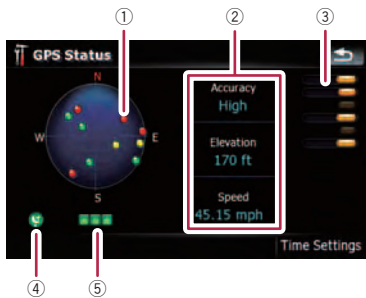 ① ② ③
GPS Status
N
W E
S
Accuracy
High
Elevation
170 ft
Speed
45.15 mph
Time Settings
④ ⑤